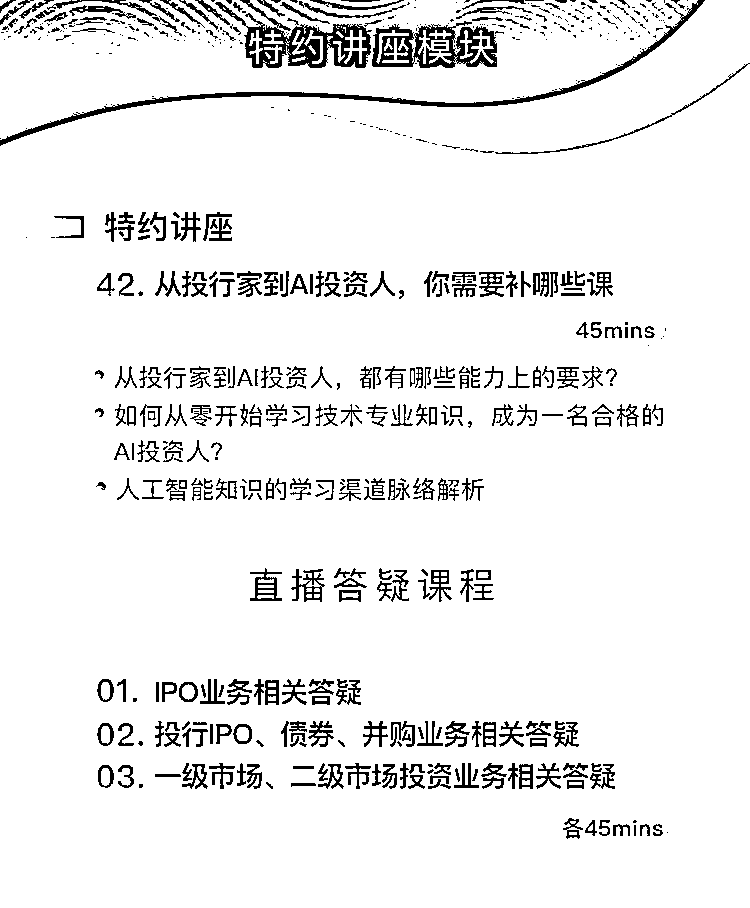 特约讲座模块
特约讲座
42. 从投行家到AI投资人，你需要补哪些课
45mins
从投行家到AI投资人，都有哪些能力上的要求？
如何从零开始学习技术专业知识，成为一名合格的
AI投资人？
人工智能知识的学习渠道脉络解析
直播答疑课程
01. IPO业务相关答疑
02. 投行IPO、债券、并购业务相关答疑
03. 一级市场、二级市场投资业务相关答疑
各45mins